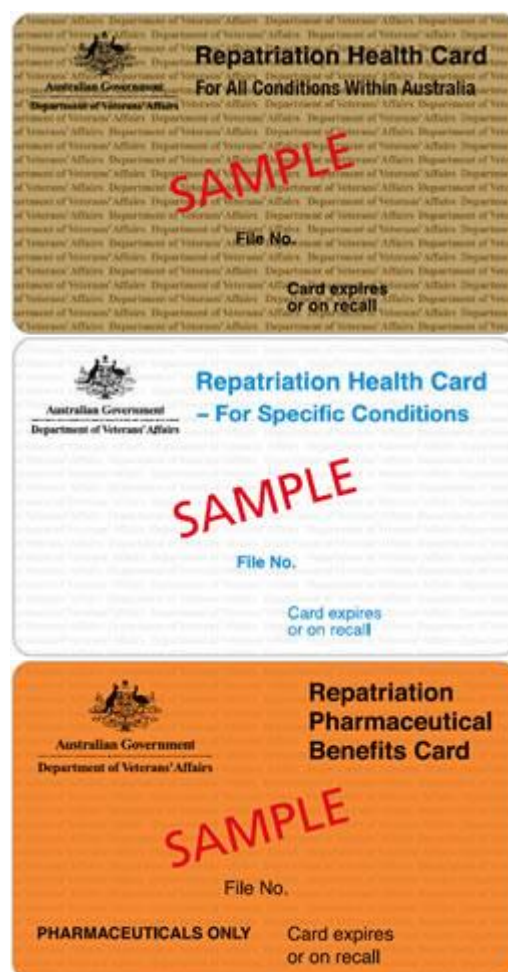 Repatriation Health Card
For All Conditions Within Australia
Australian Government
Department of Veterans' Affairs
SAMPLE
File No.
Card expires
or on recall
Repatriation Health Card
– For Specific Conditions
Australian Government
Department of Veterans' Affairs
SAMPLE
File No.
Card expires
or on recall
Repatriation
Pharmaceutical
Benefits Card
Australian Government
Department of Veterans' Affairs
SAMPLE
File No.
PHARMACEUTICALS ONLY
Card expires
or on recall